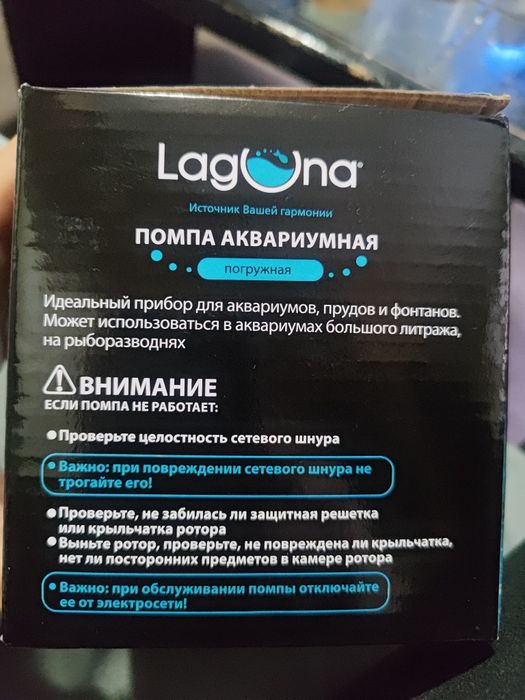 Laguna®
Источник Вашей гармонии
ПОМПА АКВАРИУМНАЯ
погружная
Идеальный прибор для аквариумов, прудов и фонтанов.
Может использоваться в аквариумах большого литража,
на рыборазводнях
ВНИМАНИЕ
ЕСЛИ ПОМПА НЕ РАБОТАЕТ:
•Проверьте целостность сетевого шнура
•Важно: при повреждении сетевого шнура не
трогайте его!
•Проверьте, не забилась ли защитная решетка
или крыльчатка ротора
•Выньте ротор, проверьте, не повреждена ли крыльчатка,
нет ли посторонних предметов в камере ротора
•Важно: при обслуживании помпы отключайте
ее от электросети!